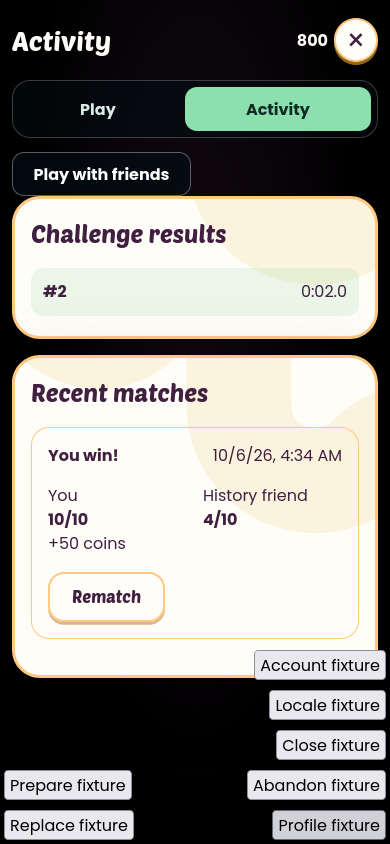 Activity
800 ✕
Play
Activity
Play with friends
Challenge results
#2 0:02.0
Recent matches
You win! 10/6/26, 4:34 AM
You History friend
10/10 4/10
+50 coins
Rematch
Account fixture
Locale fixture
Close fixture
Prepare fixture Abandon fixture
Replace fixture Profile fixture